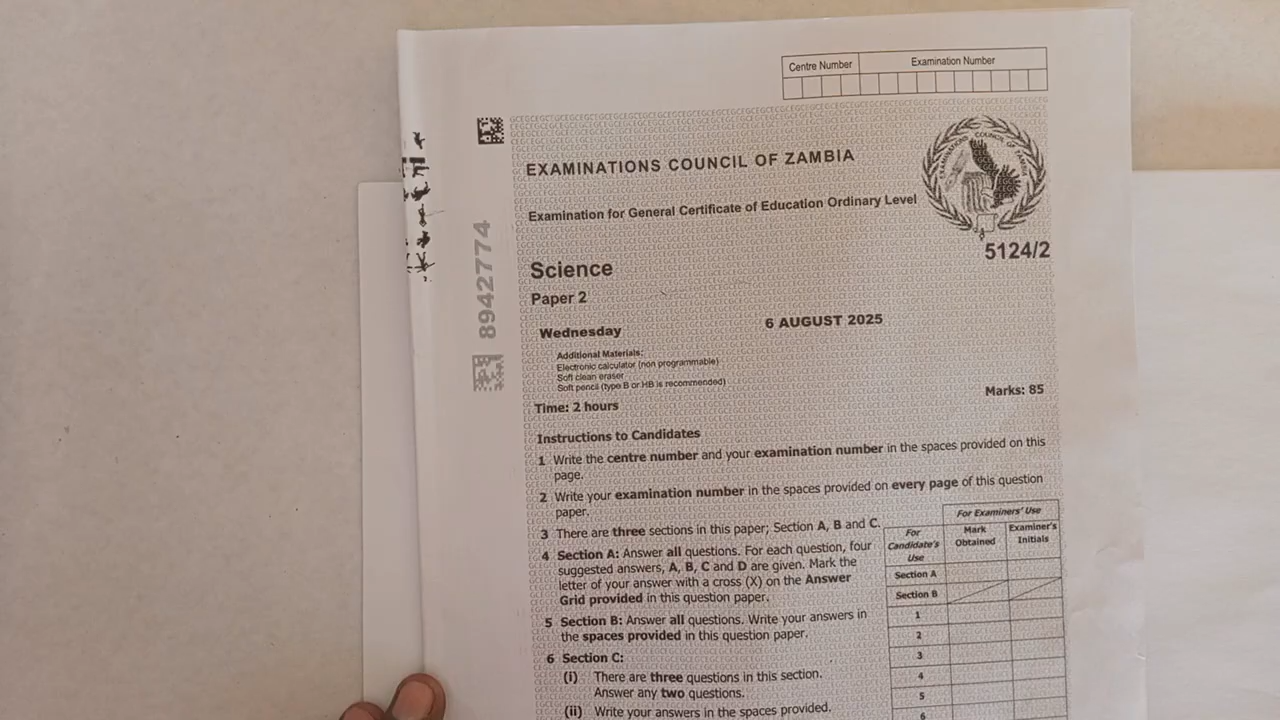 Centre Number
Examination Number
EXAMINATIONS COUNCIL OF ZAMBIA
Examination for General Certificate of Education Ordinary Level
EXAMINATIONS COUNCIL OF ZAMBIA
5124/2
8942774
Science
Paper 2
Wednesday
6 AUGUST 2025
Additional Materials:
Electronic calculator (non programmable)
Soft clean eraser
Soft pencil (type B or HB is recommended)
Time: 2 hours
Marks: 85
Instructions to Candidates
1 Write the centre number and your examination number in the spaces provided on this
page.
2 Write your examination number in the spaces provided on every page of this question
paper.
3 There are three sections in this paper; Section A, B and C.
4 Section A: Answer all questions. For each question, four
suggested answers, A, B, C and D are given. Mark the
letter of your answer with a cross (X) on the Answer
Grid provided in this question paper.
5 Section B: Answer all questions. Write your answers in
the spaces provided in this question paper.
6 Section C:
(i) There are three questions in this section.
Answer any two questions.
(ii) Write your answers in the spaces provided.
For Examiners' Use
For
Candidate's
Use
Mark
Obtained
Examiner's
Initials
Section A
Section B
1
2
3
4
5
6